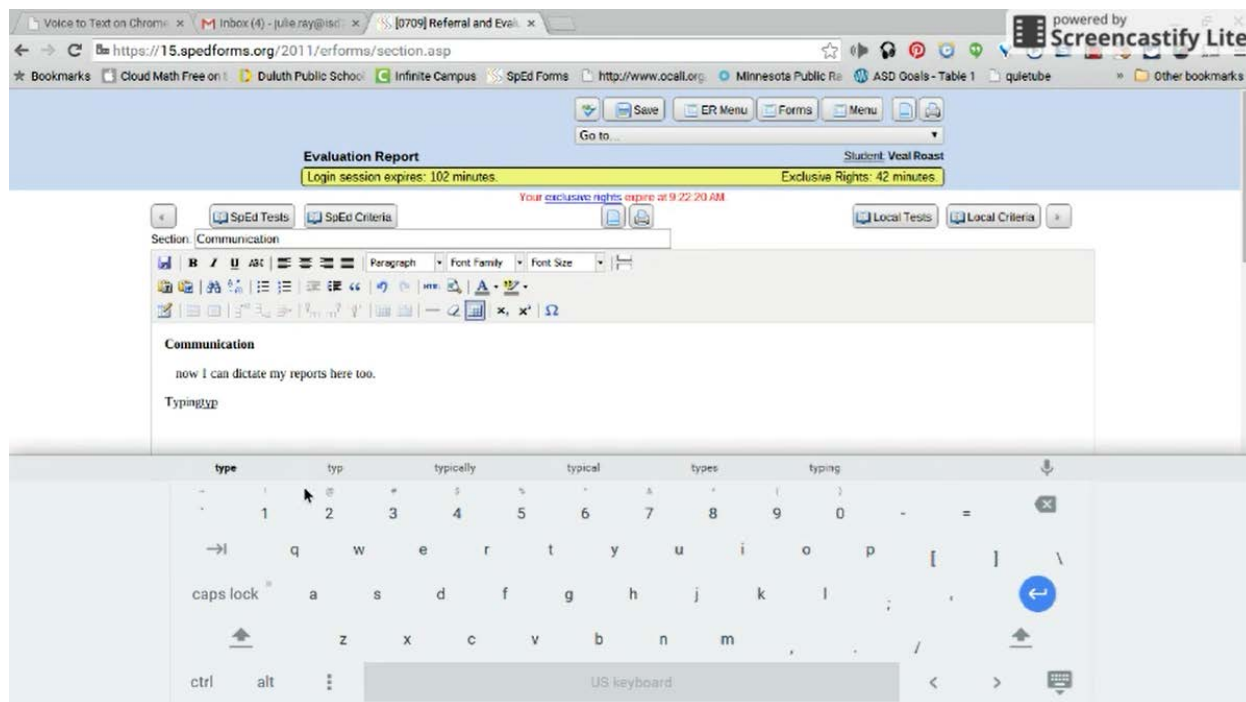 Voice to Text on Chrom × Inbox (4) - julie.ray@isd × [0709] Referral and Eval. ×
powered by
Screencastify Lite
https://15.spedforms.org/2011/erforms/section.asp
Bookmarks Cloud Math Free on Duluth Public School Infinite Campus SpEd Forms http://www.ocali.org. Minnesota Public Ra ASD Goals - Table 1 quietube » Other bookmarks
Save ER Menu Forms Menu
Go to...
Evaluation Report Student: Veal Roast
Login session expires: 102 minutes. Exclusive Rights: 42 minutes.
Your exclusive rights expire at 9:22:20 AM
« SpEd Tests SpEd Criteria Local Tests Local Criteria »
Section: Communication
B I U ABC Paragraph Font Family Font Size
HTML A
x, x² Ω
Communication
now I can dictate my reports here too.
Typingtyp
type typ typically typical types typing
~ ! @ # $ % ^ & * ( )
` 1 2 3 4 5 6 7 8 9 0 - =
q w e r t y u i o p [ ] \
caps lock a s d f g h j k l ; '
z x c v b n m , . /
ctrl alt US keyboard < >